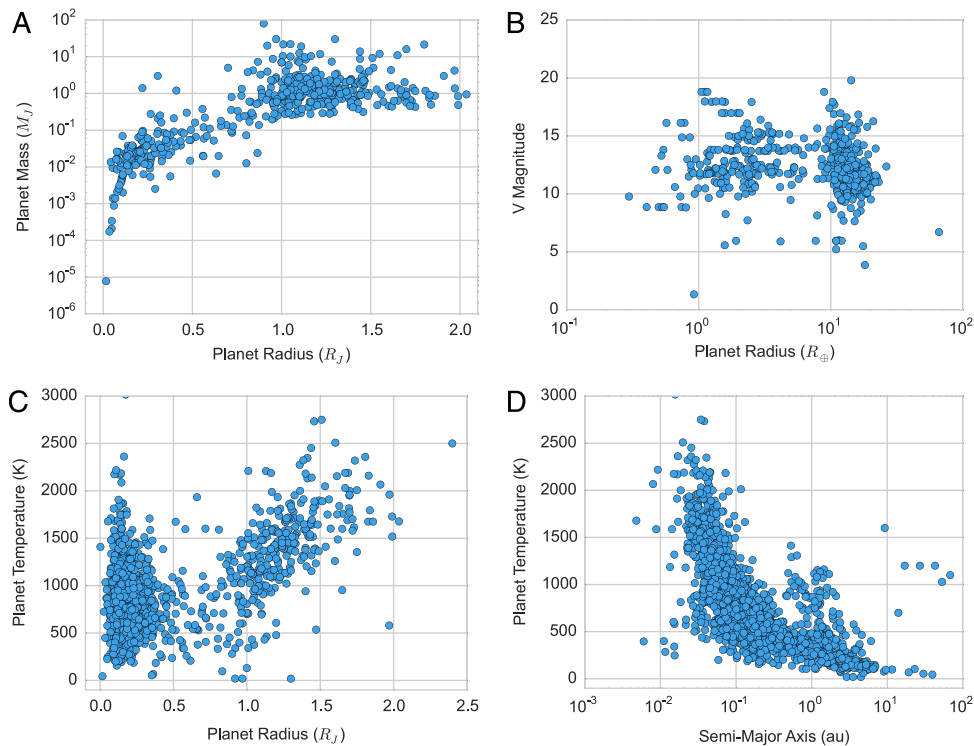 A
10^2
10^1
10^0
10^-1
10^-2
10^-3
10^-4
10^-5
10^-6
Planet Mass (M_J)
0.0 0.5 1.0 1.5 2.0
Planet Radius (R_J)
B
25
20
15
10
5
0
V Magnitude
10^-1 10^0 10^1 10^2
Planet Radius (R_⊕)
C
3000
2500
2000
1500
1000
500
0
Planet Temperature (K)
0.0 0.5 1.0 1.5 2.0 2.5
Planet Radius (R_J)
D
3000
2500
2000
1500
1000
500
0
Planet Temperature (K)
10^-3 10^-2 10^-1 10^0 10^1 10^2
Semi-Major Axis (au)